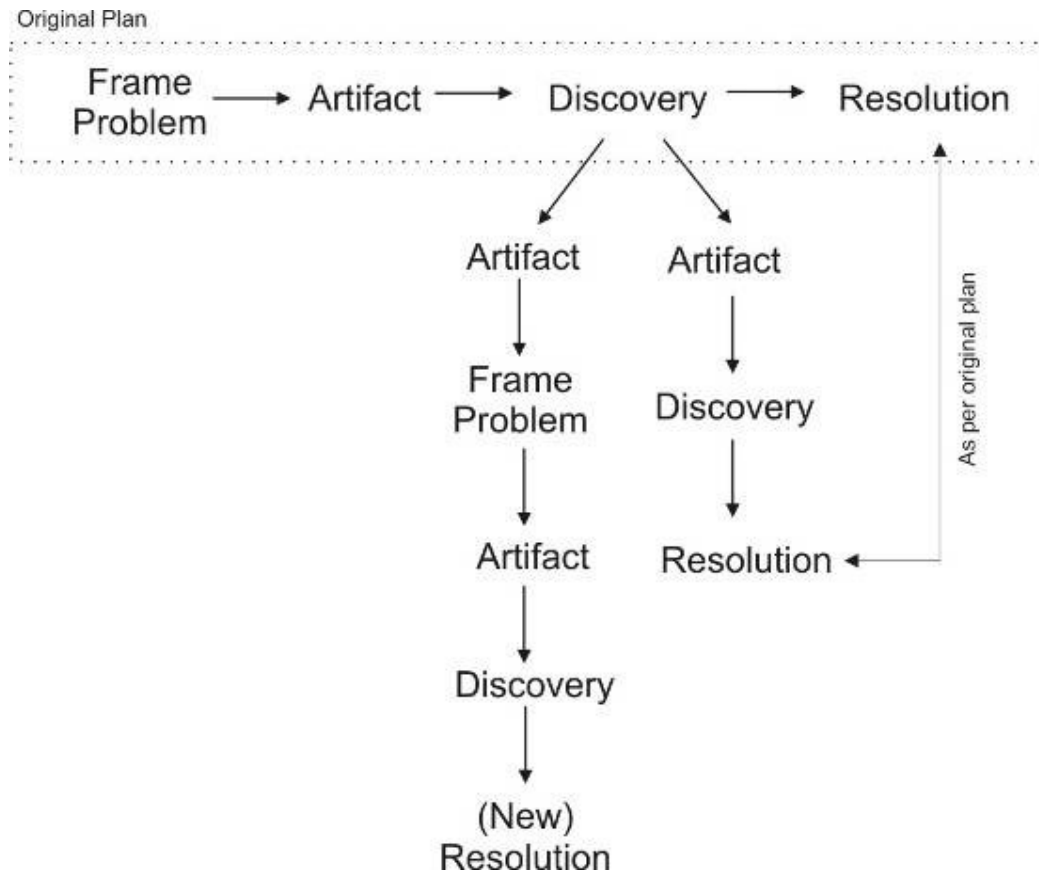 Original Plan
Frame
Problem
Artifact
Discovery
Resolution
Artifact
Artifact
Frame
Problem
Discovery
As per original plan
Artifact
Resolution
Discovery
(New)
Resolution